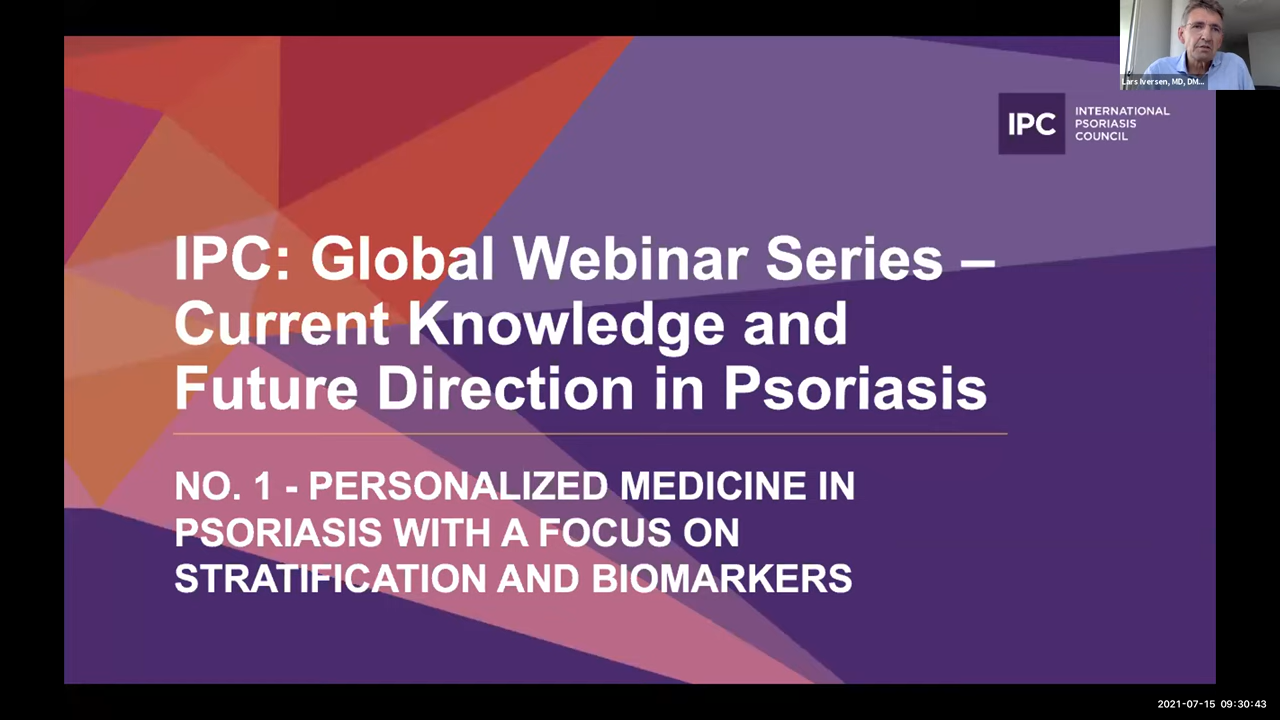 Lars Iversen, MD, DM...
IPC
INTERNATIONAL
PSORIASIS
COUNCIL
IPC: Global Webinar Series –
Current Knowledge and
Future Direction in Psoriasis
NO. 1 - PERSONALIZED MEDICINE IN
PSORIASIS WITH A FOCUS ON
STRATIFICATION AND BIOMARKERS
2021-07-15 09:30:43